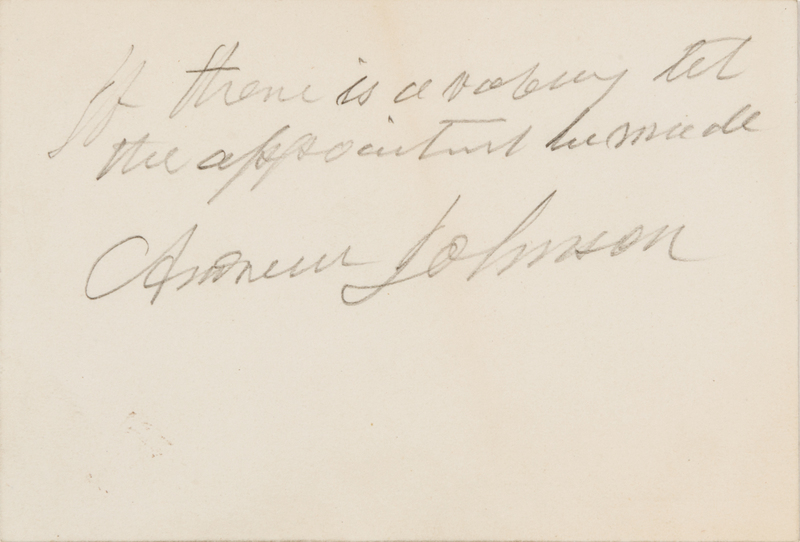 If there is a vacancy let
the appointment be made
Andrew Johnson